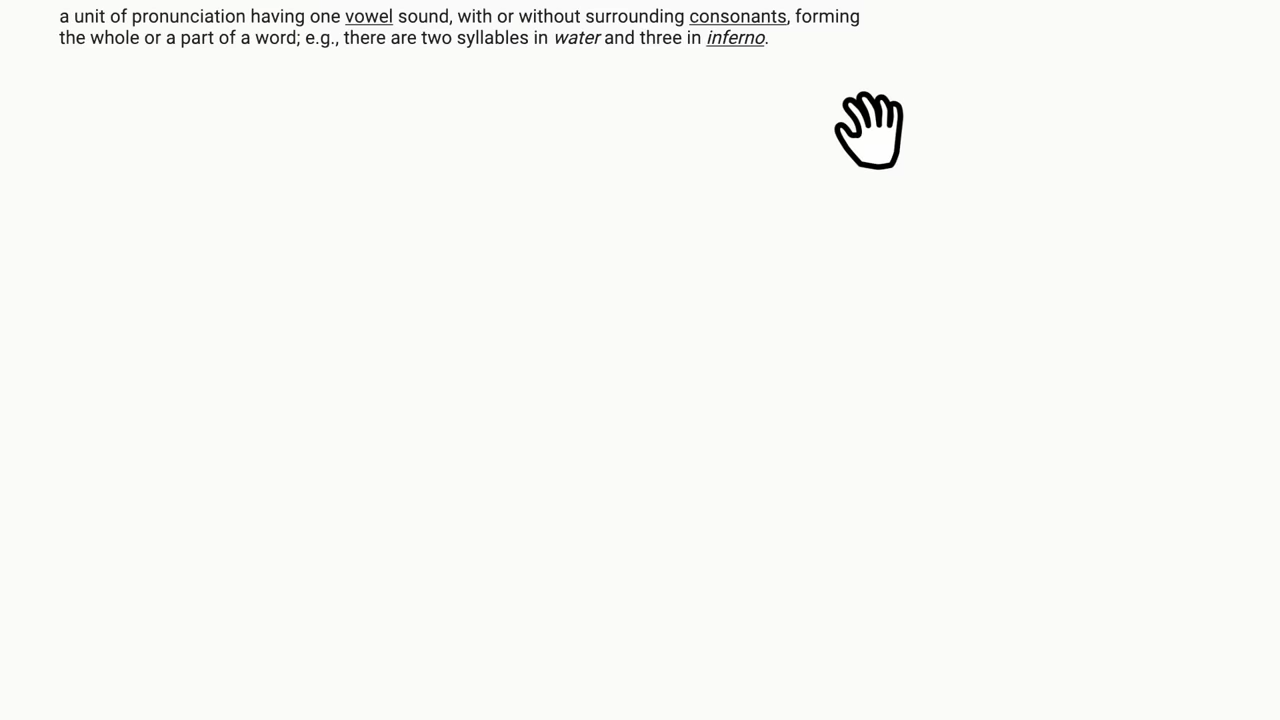 a unit of pronunciation having one vowel sound, with or without surrounding consonants, forming
the whole or a part of a word; e.g., there are two syllables in water and three in inferno.